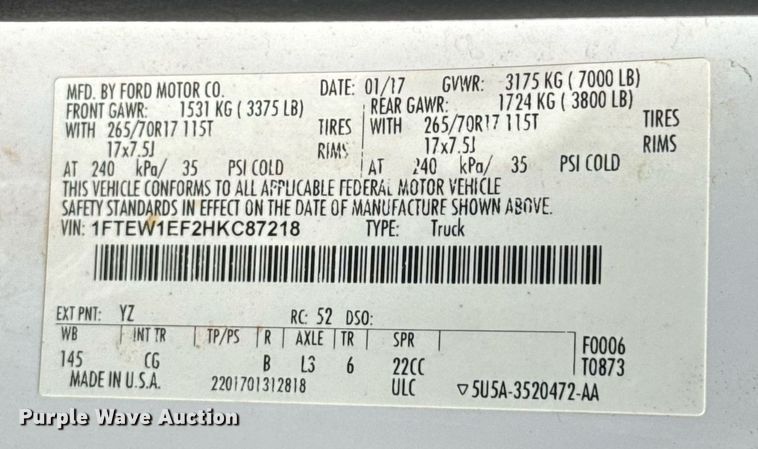 MFD. BY FORD MOTOR CO. DATE: 01/17 GVWR: 3175 KG ( 7000 LB)
FRONT GAWR: 1531 KG ( 3375 LB) REAR GAWR: 1724 KG ( 3800 LB)
WITH 265/70R17 115T TIRES WITH 265/70R17 115T TIRES
17x7.5J RIMS 17x7.5J RIMS
AT 240 kPa/ 35 PSI COLD AT 240 kPa/ 35 PSI COLD
THIS VEHICLE CONFORMS TO ALL APPLICABLE FEDERAL MOTOR VEHICLE
SAFETY STANDARDS IN EFFECT ON THE DATE OF MANUFACTURE SHOWN ABOVE.
VIN: 1FTEW1EF2HKC87218 TYPE: Truck
EXT PNT: YZ RC: 52 DSO:
WB INT TR TP/PS R AXLE TR SPR F0006
145 CG B L3 6 22CC T0873
MADE IN U.S.A. 2201701312818 ULC ▽5U5A-3520472-AA
Purple Wave Auction